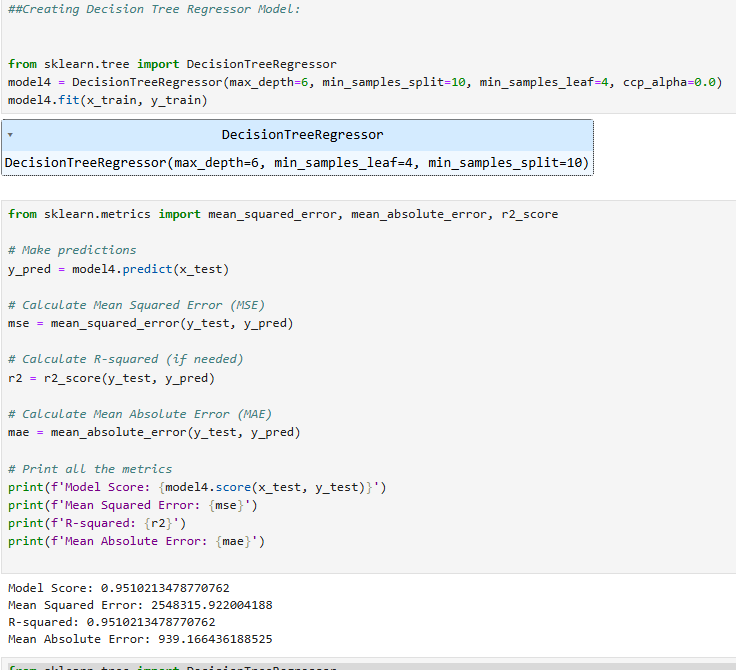 ##Creating Decision Tree Regressor Model:
from sklearn.tree import DecisionTreeRegressor
model4 = DecisionTreeRegressor(max_depth=6, min_samples_split=10, min_samples_leaf=4, ccp_alpha=0.0)
model4.fit(x_train, y_train)
DecisionTreeRegressor
DecisionTreeRegressor(max_depth=6, min_samples_leaf=4, min_samples_split=10)
from sklearn.metrics import mean_squared_error, mean_absolute_error, r2_score
# Make predictions
y_pred = model4.predict(x_test)
# Calculate Mean Squared Error (MSE)
mse = mean_squared_error(y_test, y_pred)
# Calculate R-squared (if needed)
r2 = r2_score(y_test, y_pred)
# Calculate Mean Absolute Error (MAE)
mae = mean_absolute_error(y_test, y_pred)
# Print all the metrics
print(f'Model Score: {model4.score(x_test, y_test)}')
print(f'Mean Squared Error: {mse}')
print(f'R-squared: {r2}')
print(f'Mean Absolute Error: {mae}')
Model Score: 0.9510213478770762
Mean Squared Error: 2548315.922004188
R-squared: 0.9510213478770762
Mean Absolute Error: 939.166436188525
from sklearn.tree import DecisionTreeRegressor